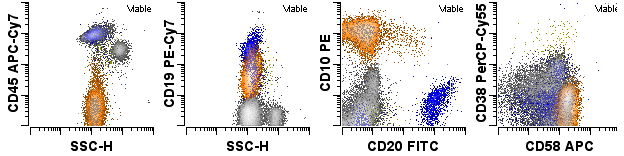 Viable
CD45 APC-Cy7
SSC-H
Viable
CD19 PE-Cy7
SSC-H
Viable
CD10 PE
CD20 FITC
Viable
CD38 PerCP-Cy55
CD58 APC